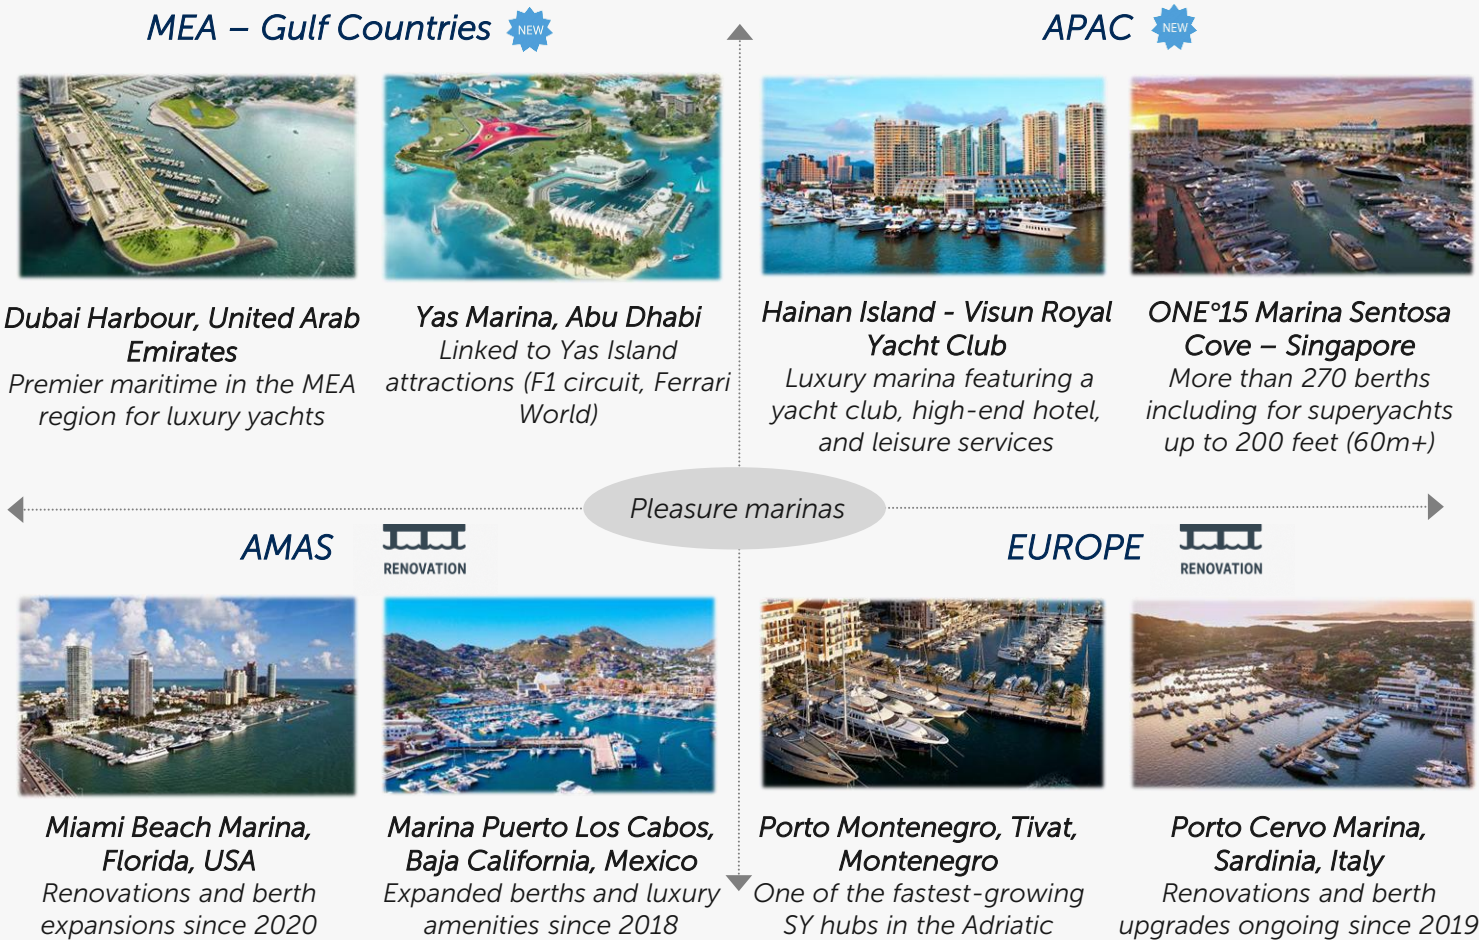 MEA – Gulf Countries
NEW
Dubai Harbour, United Arab
Emirates
Premier maritime in the MEA
region for luxury yachts
Yas Marina, Abu Dhabi
Linked to Yas Island
attractions (F1 circuit, Ferrari
World)
APAC
NEW
Hainan Island - Visun Royal
Yacht Club
Luxury marina featuring a
yacht club, high-end hotel,
and leisure services
ONE°15 Marina Sentosa
Cove – Singapore
More than 270 berths
including for superyachts
up to 200 feet (60m+)
Pleasure marinas
AMAS
RENOVATION
Miami Beach Marina,
Florida, USA
Renovations and berth
expansions since 2020
Marina Puerto Los Cabos,
Baja California, Mexico
Expanded berths and luxury
amenities since 2018
EUROPE
RENOVATION
Porto Montenegro, Tivat,
Montenegro
One of the fastest-growing
SY hubs in the Adriatic
Porto Cervo Marina,
Sardinia, Italy
Renovations and berth
upgrades ongoing since 2019